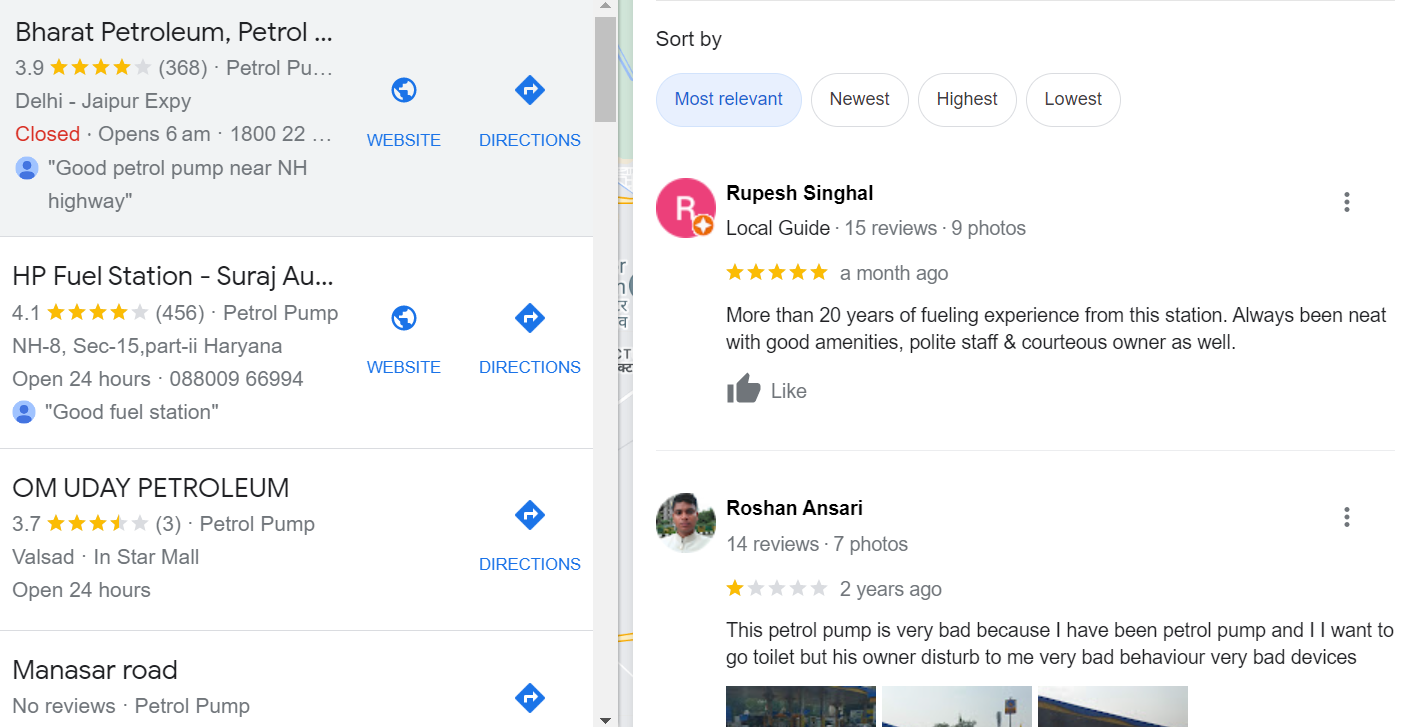 Bharat Petroleum, Petrol ...
3.9 (368) · Petrol Pu...
Delhi - Jaipur Expy
Closed · Opens 6 am · 1800 22 ...
"Good petrol pump near NH
highway"
WEBSITE
DIRECTIONS
HP Fuel Station - Suraj Au...
4.1 (456) · Petrol Pump
NH-8, Sec-15,part-ii Haryana
Open 24 hours · 088009 66994
"Good fuel station"
WEBSITE
DIRECTIONS
OM UDAY PETROLEUM
3.7 (3) · Petrol Pump
Valsad · In Star Mall
Open 24 hours
DIRECTIONS
Manasar road
No reviews · Petrol Pump
Sort by
Most relevant
Newest
Highest
Lowest
R
Rupesh Singhal
Local Guide · 15 reviews · 9 photos
a month ago
More than 20 years of fueling experience from this station. Always been neat
with good amenities, polite staff & courteous owner as well.
Like
Roshan Ansari
14 reviews · 7 photos
2 years ago
This petrol pump is very bad because I have been petrol pump and I I want to
go toilet but his owner disturb to me very bad behaviour very bad devices